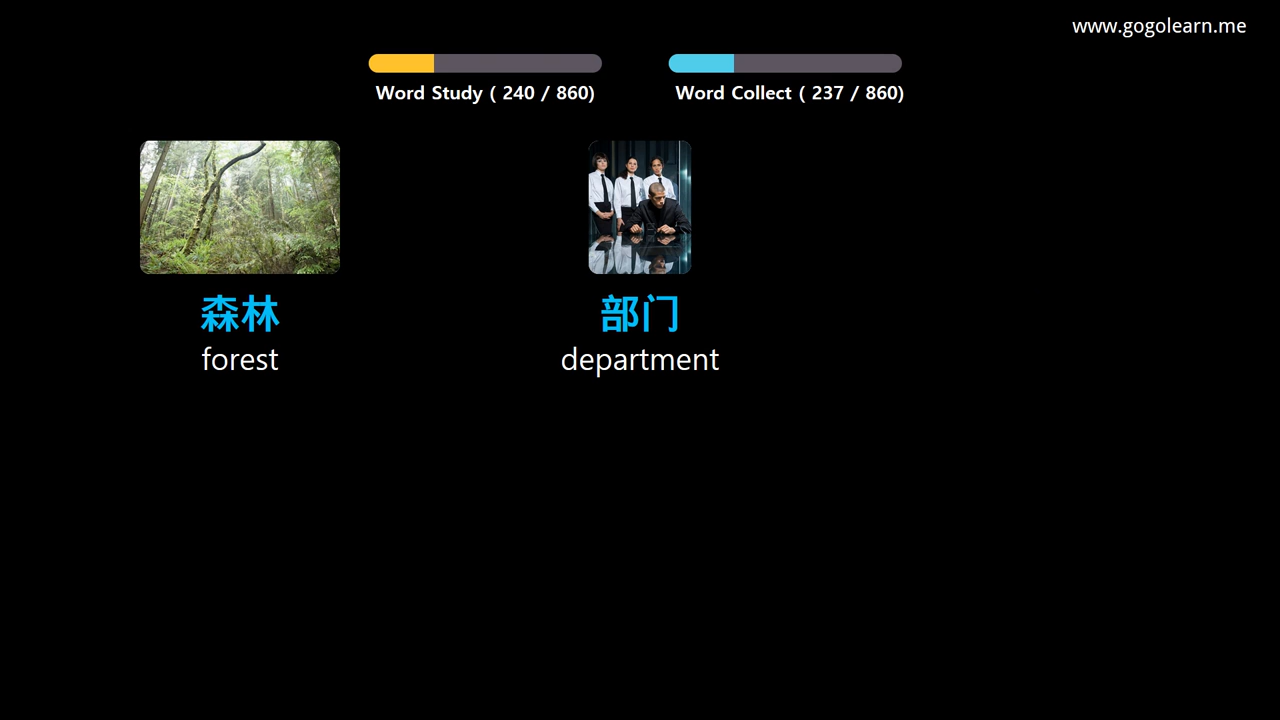 www.gogolearn.me
Word Study ( 240 / 860)
Word Collect ( 237 / 860)
森林
forest
部门
department